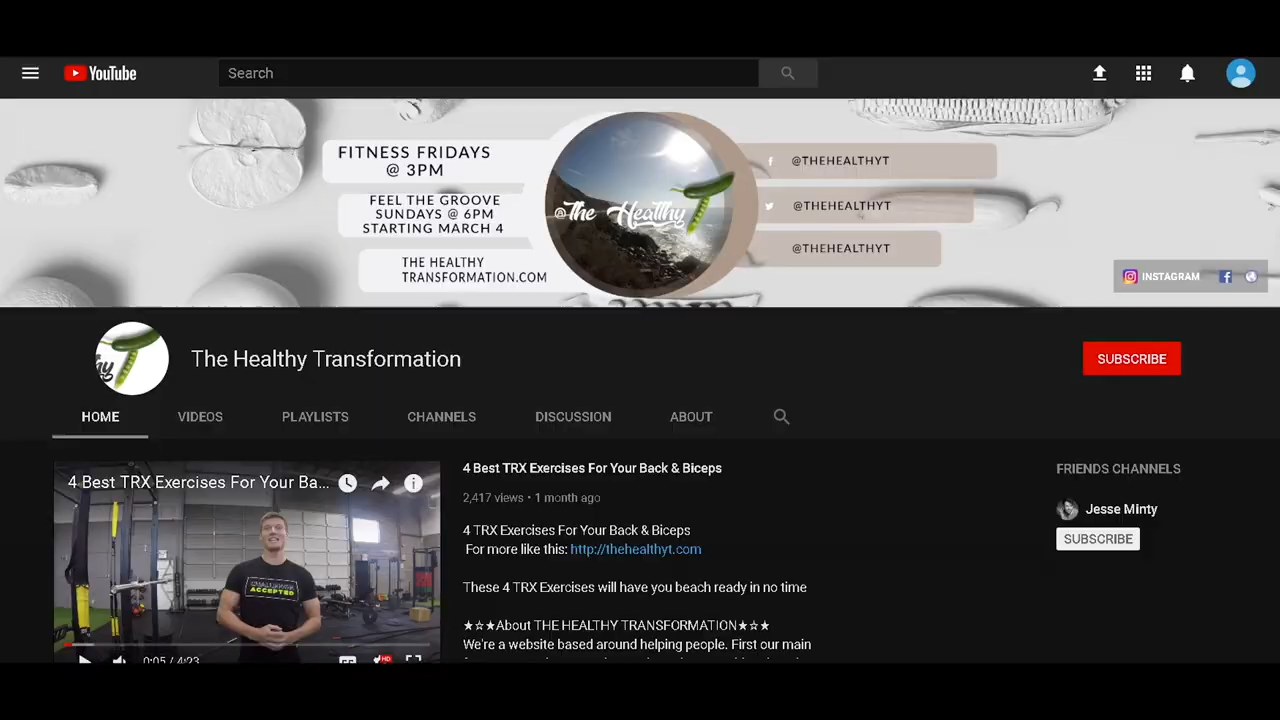 YouTube
Search
FITNESS FRIDAYS
@ 3PM
FEEL THE GROOVE
SUNDAYS @ 6PM
STARTING MARCH 4
THE HEALTHY
TRANSFORMATION.COM
@The Healthy T
@THEHEALTHYT
@THEHEALTHYT
@THEHEALTHYT
INSTAGRAM
The Healthy Transformation
SUBSCRIBE
HOME
VIDEOS
PLAYLISTS
CHANNELS
DISCUSSION
ABOUT
4 Best TRX Exercises For Your Ba...
CHALLENGE
ACCEPTED
0:05 / 4:23
CC
HD
4 Best TRX Exercises For Your Back & Biceps
2,417 views • 1 month ago
4 TRX Exercises For Your Back & Biceps
For more like this: http://thehealthyt.com
These 4 TRX Exercises will have you beach ready in no time
★☆★About THE HEALTHY TRANSFORMATION★☆★
We're a website based around helping people. First our main
FRIENDS CHANNELS
Jesse Minty
SUBSCRIBE